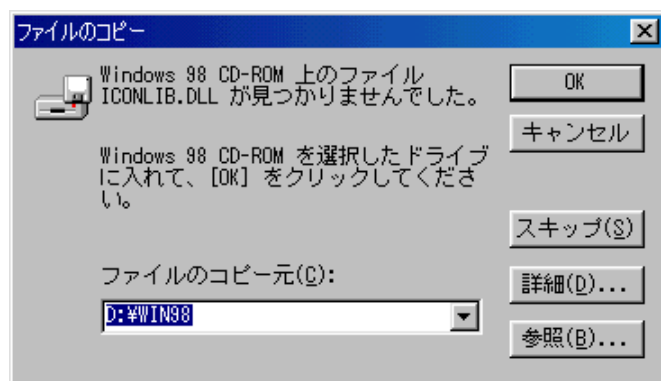 ファイルのコピー
Windows 98 CD-ROM 上のファイル
ICONLIB.DLL が見つかりませんでした。
Windows 98 CD-ROM を選択したドライブ
に入れて、[OK] をクリックしてくださ
い。
ファイルのコピー元(C):
D:¥WIN98
OK
キャンセル
スキップ(S)
詳細(D)...
参照(B)...